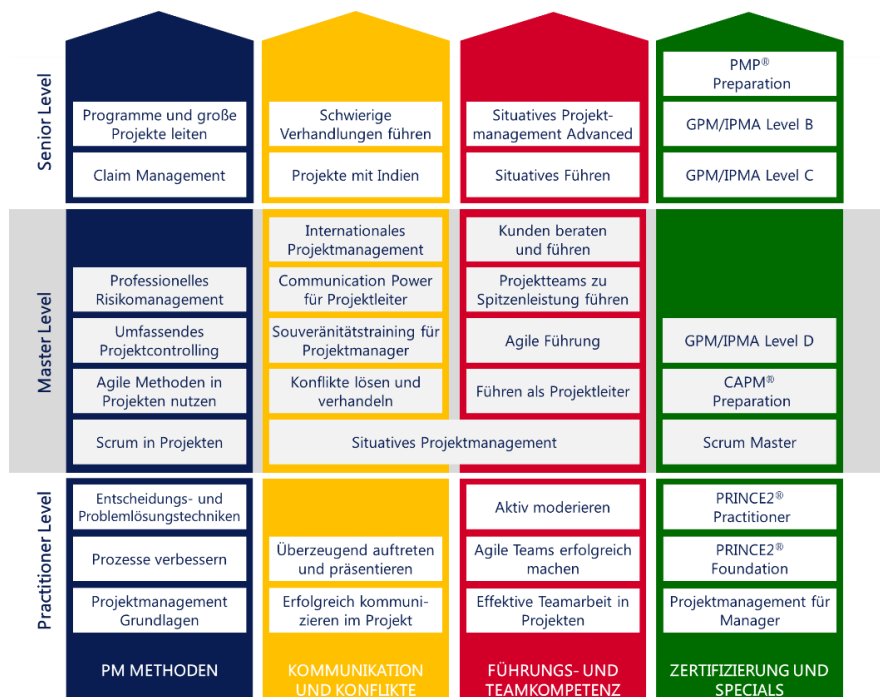 Senior Level
PMP®
Preparation
Programme und große
Projekte leiten
Schwierige
Verhandlungen führen
Situatives Projekt-
management Advanced
GPM/IPMA Level B
Claim Management
Projekte mit Indien
Situatives Führen
GPM/IPMA Level C
Master Level
Internationales
Projektmanagement
Kunden beraten
und führen
Professionelles
Risikomanagement
Communication Power
für Projektleiter
Projektteams zu
Spitzenleistung führen
Umfassendes
Projektcontrolling
Souveränitätstraining für
Projektmanager
Agile Führung
GPM/IPMA Level D
Agile Methoden in
Projekten nutzen
Konflikte lösen und
verhandeln
Führen als Projektleiter
CAPM®
Preparation
Scrum in Projekten
Situatives Projektmanagement
Scrum Master
Practitioner Level
Entscheidungs- und
Problemlösungstechniken
Aktiv moderieren
PRINCE2®
Practitioner
Prozesse verbessern
Überzeugend auftreten
und präsentieren
Agile Teams erfolgreich
machen
PRINCE2®
Foundation
Projektmanagement
Grundlagen
Erfolgreich kommuni-
zieren im Projekt
Effektive Teamarbeit in
Projekten
Projektmanagement für
Manager
PM METHODEN
KOMMUNIKATION
UND KONFLIKTE
FÜHRUNGS- UND
TEAMKOMPETENZ
ZERTIFIZIERUNG UND
SPECIALS